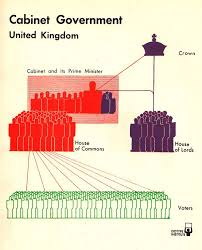 Cabinet Government
United Kingdom
Crown
Cabinet and its Prime Minister
House
of Commons
House
of Lords
Voters